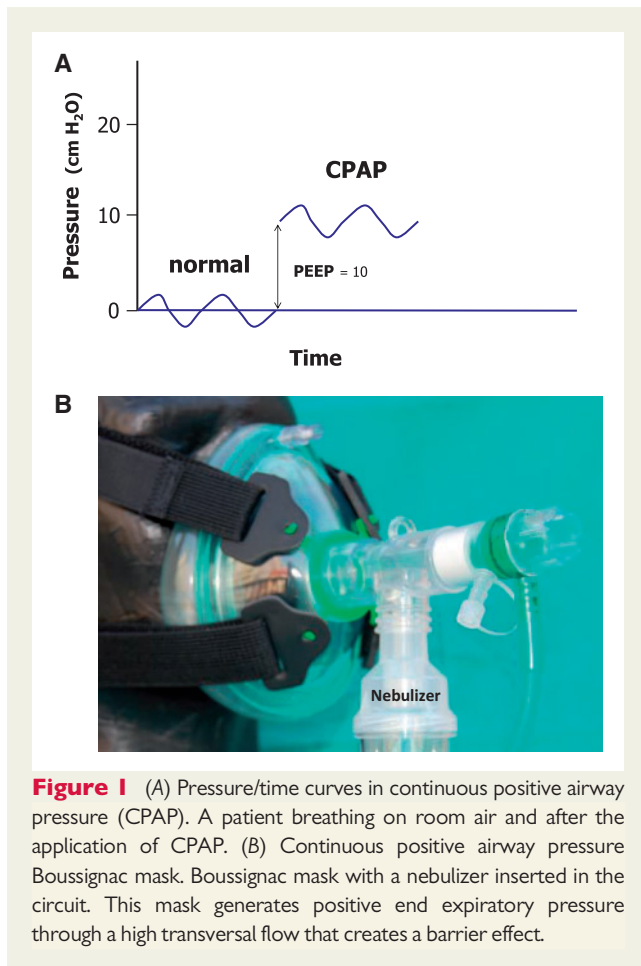 A
Pressure (cm H₂O)
20
10
0
CPAP
normal
PEEP = 10
Time
B
Nebulizer
Figure 1 (A) Pressure/time curves in continuous positive airway
pressure (CPAP). A patient breathing on room air and after the
application of CPAP. (B) Continuous positive airway pressure
Boussignac mask. Boussignac mask with a nebulizer inserted in the
circuit. This mask generates positive end expiratory pressure
through a high transversal flow that creates a barrier effect.